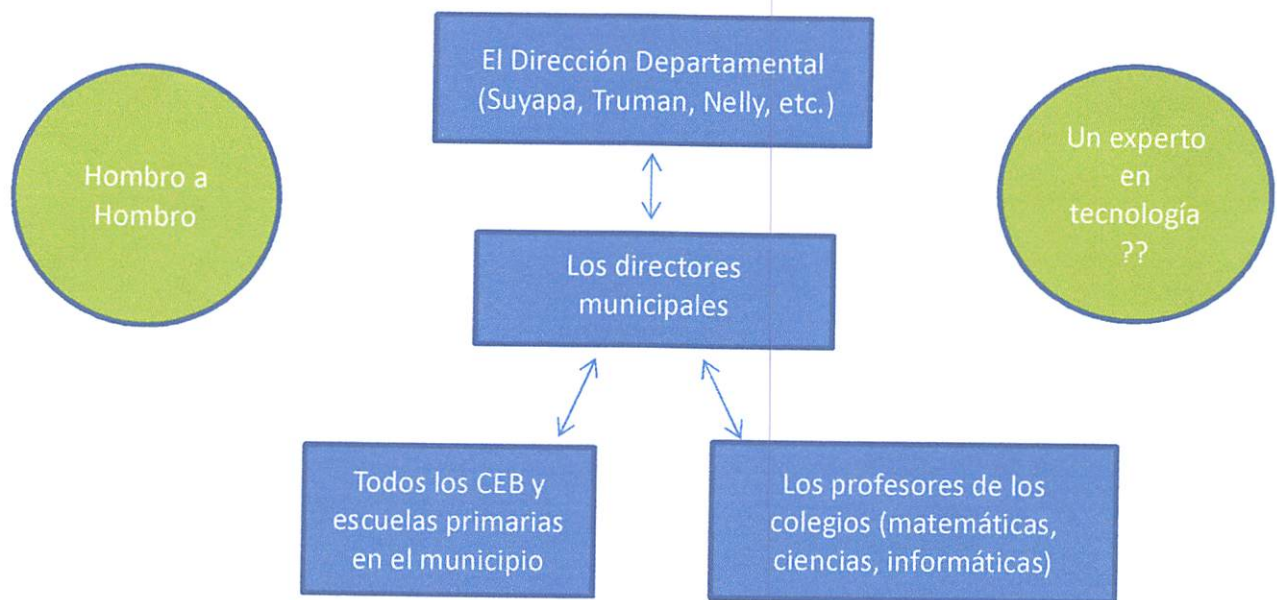 El Dirección Departamental
(Suyapa, Truman, Nelly, etc.)
Hombro a
Hombro
Un experto
en
tecnología
??
Los directores
municipales
Todos los CEB y
escuelas primarias
en el municipio
Los profesores de los
colegios (matemáticas,
ciencias, informáticas)